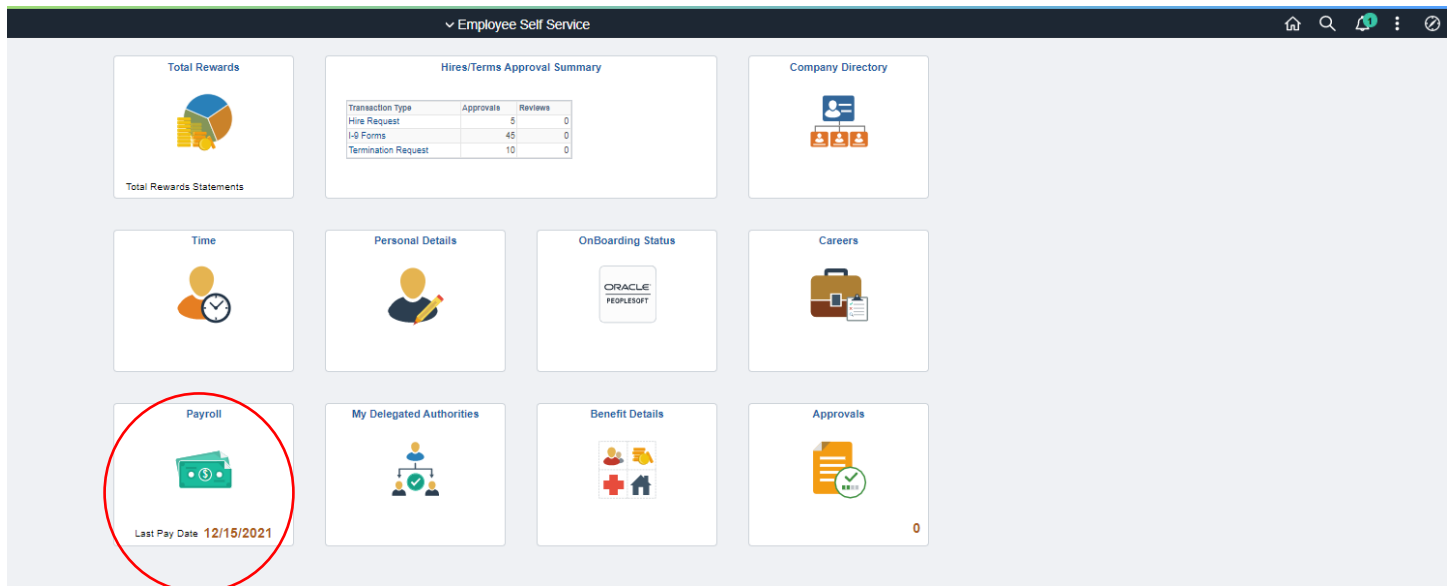 Employee Self Service
1
Total Rewards
Total Rewards Statements
Hires/Terms Approval Summary
Transaction Type Approvals Reviews
Hire Request 5 0
I-9 Forms 45 0
Termination Request 10 0
Company Directory
Time
Personal Details
OnBoarding Status
ORACLE
PEOPLESOFT
Careers
Payroll
Last Pay Date 12/15/2021
My Delegated Authorities
Benefit Details
Approvals
0